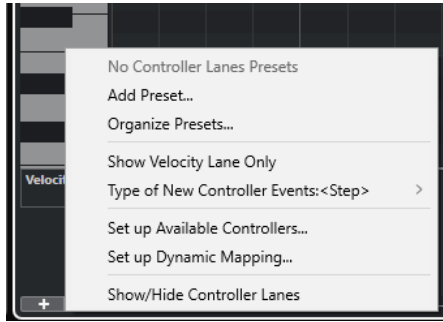 No Controller Lanes Presets
Add Preset...
Organize Presets...
Show Velocity Lane Only
Type of New Controller Events:<Step>
Set up Available Controllers...
Set up Dynamic Mapping...
Show/Hide Controller Lanes